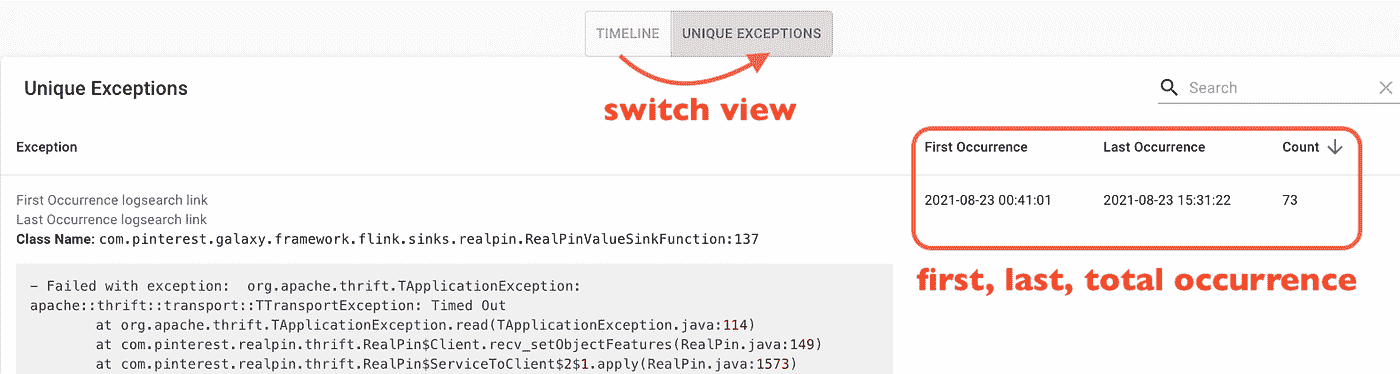 TIMELINE UNIQUE EXCEPTIONS
switch view
Unique Exceptions
Search
Exception First Occurrence Last Occurrence Count
First Occurrence logsearch link
Last Occurrence logsearch link
2021-08-23 00:41:01 2021-08-23 15:31:22 73
Class Name: com.pinterest.galaxy.framework.flink.sinks.realpin.RealPinValueSinkFunction:137
first, last, total occurrence
- Failed with exception: org.apache.thrift.TApplicationException:
apache::thrift::transport::TTransportException: Timed Out
at org.apache.thrift.TApplicationException.read(TApplicationException.java:114)
at com.pinterest.realpin.thrift.RealPin$Client.recv_setObjectFeatures(RealPin.java:149)
at com.pinterest.realpin.thrift.RealPin$ServiceToClient$2$1.apply(RealPin.java:1573)